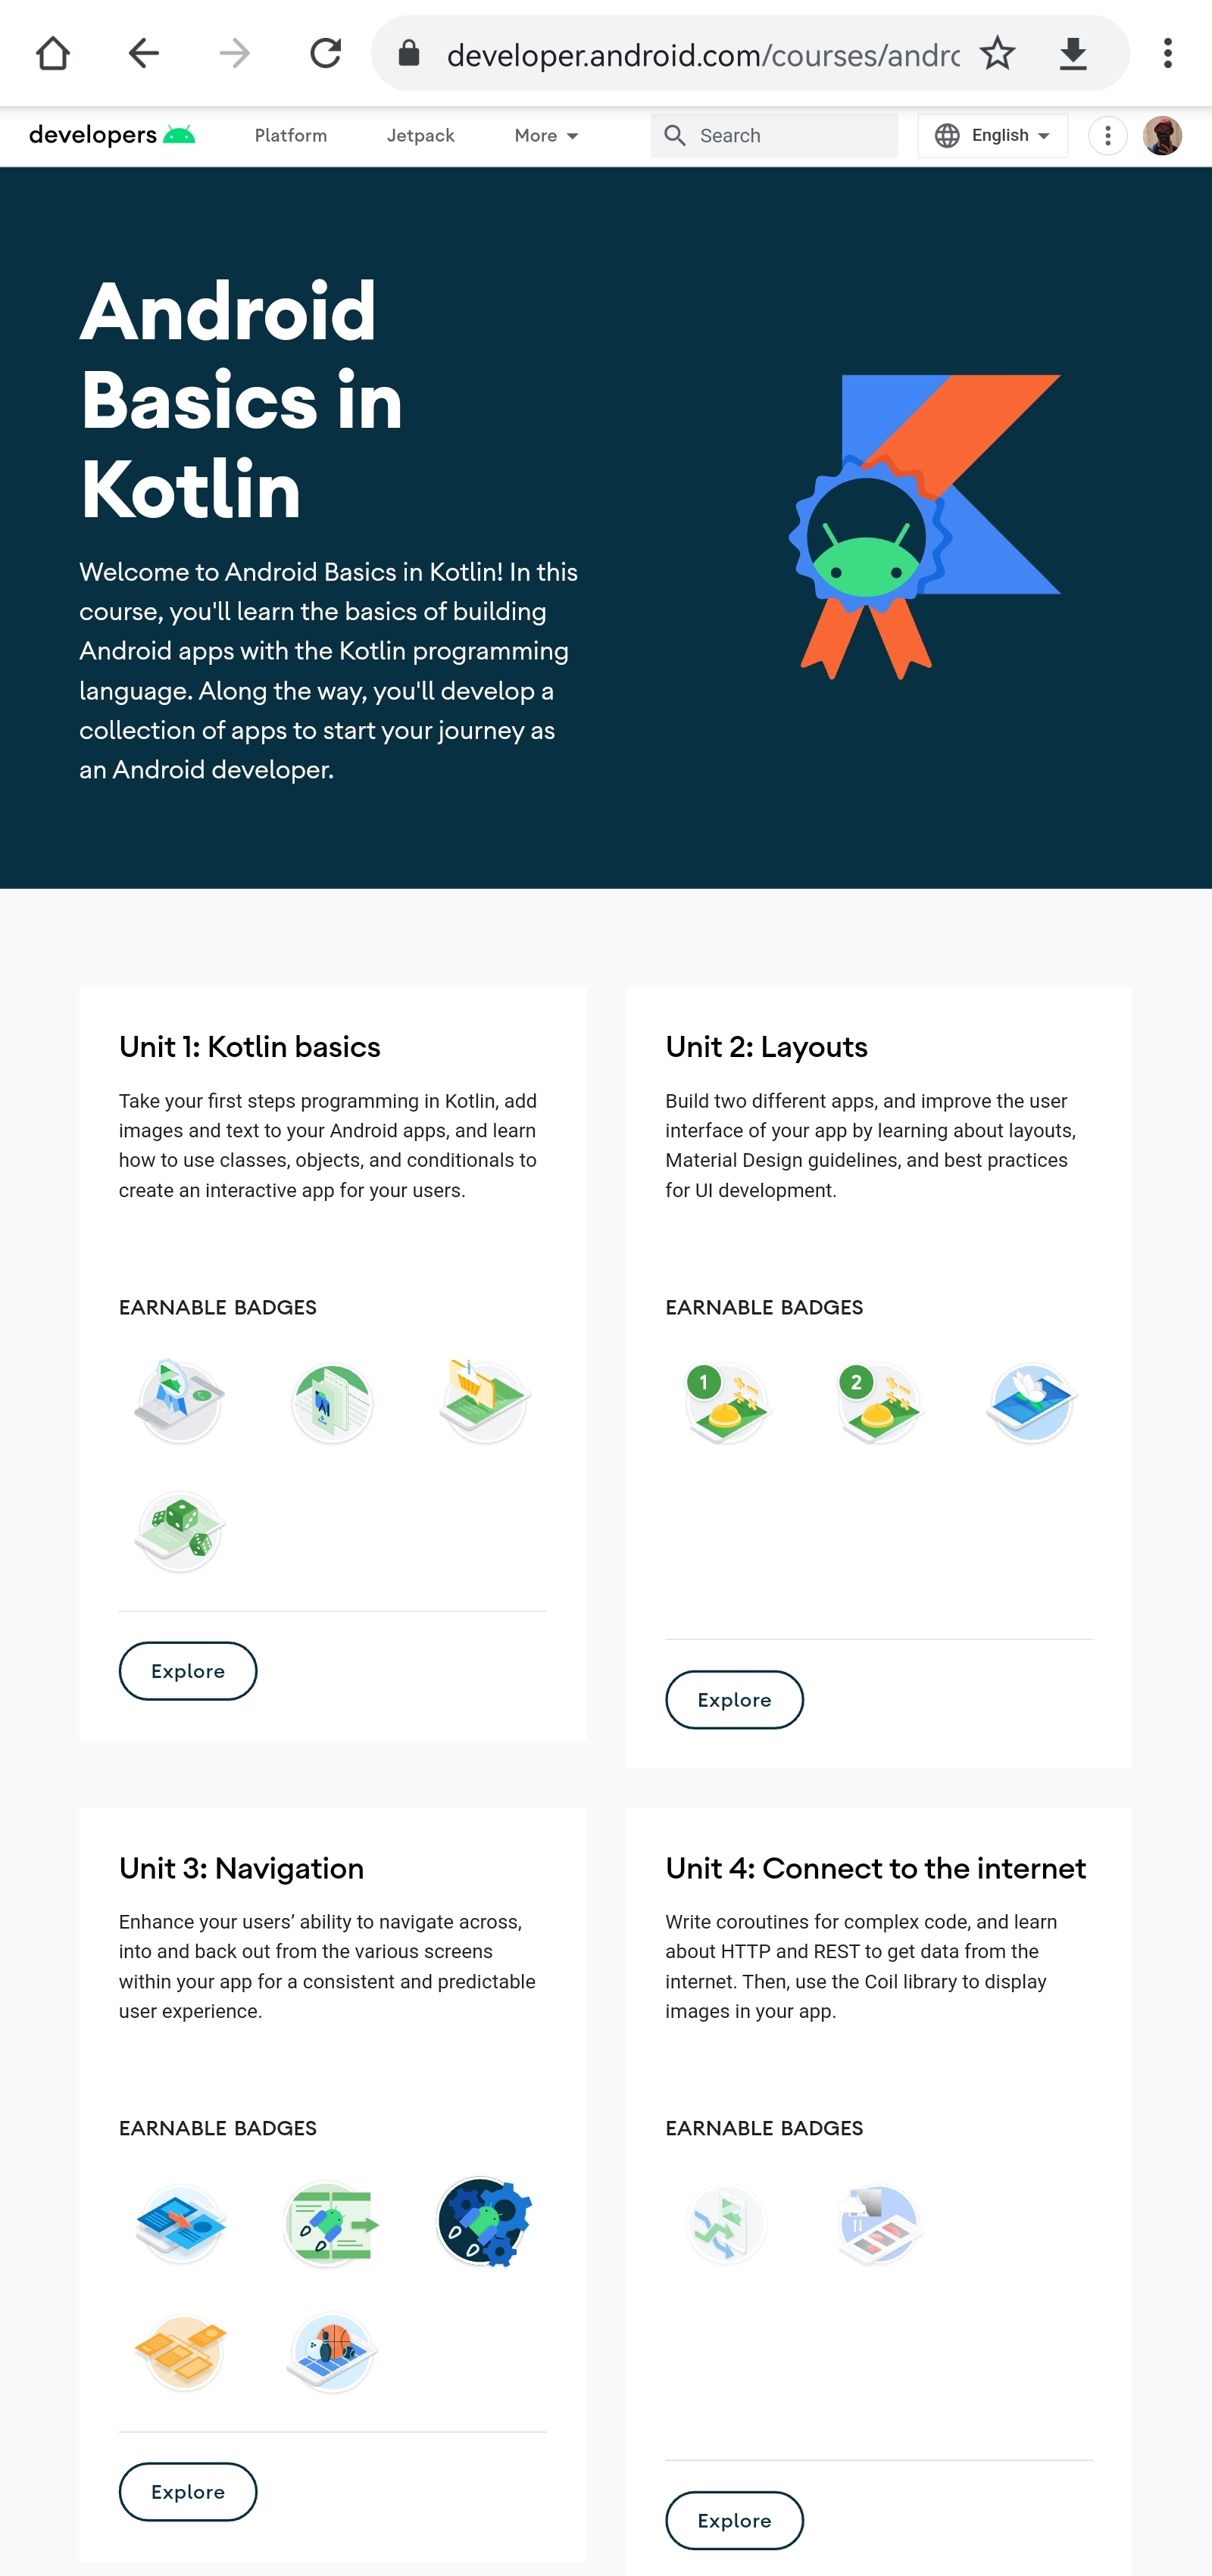 developer.android.com/courses/andro
developers
Platform
Jetpack
More
Search
English
Android
Basics in
Kotlin
Welcome to Android Basics in Kotlin! In this
course, you'll learn the basics of building
Android apps with the Kotlin programming
language. Along the way, you'll develop a
collection of apps to start your journey as
an Android developer.
Unit 1: Kotlin basics
Take your first steps programming in Kotlin, add
images and text to your Android apps, and learn
how to use classes, objects, and conditionals to
create an interactive app for your users.
EARNABLE BADGES
Explore
Unit 2: Layouts
Build two different apps, and improve the user
interface of your app by learning about layouts,
Material Design guidelines, and best practices
for UI development.
EARNABLE BADGES
1
2
Explore
Unit 3: Navigation
Enhance your users’ ability to navigate across,
into and back out from the various screens
within your app for a consistent and predictable
user experience.
EARNABLE BADGES
Explore
Unit 4: Connect to the internet
Write coroutines for complex code, and learn
about HTTP and REST to get data from the
internet. Then, use the Coil library to display
images in your app.
EARNABLE BADGES
Explore